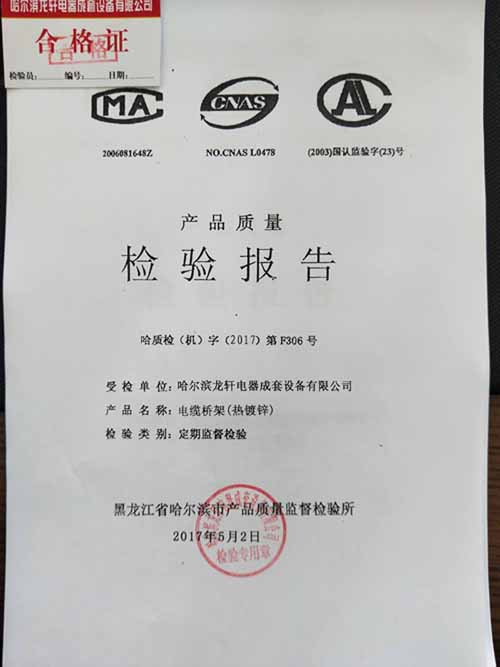 哈尔滨龙轩电器成套设备有限公司
合格证
合格
检验员: 编号: 日期:
MA
CNAS
AL
2006081648Z
NO.CNAS L0478
(2003)国认监验字(23)号
产品质量
检验报告
哈质检(机)字(2017)第F306号
受检单位:哈尔滨龙轩电器成套设备有限公司
产品名称:电缆桥架(热镀锌)
检验类别:定期监督检验
黑龙江省哈尔滨市产品质量监督检验所
2017年5月2日
检验专用章